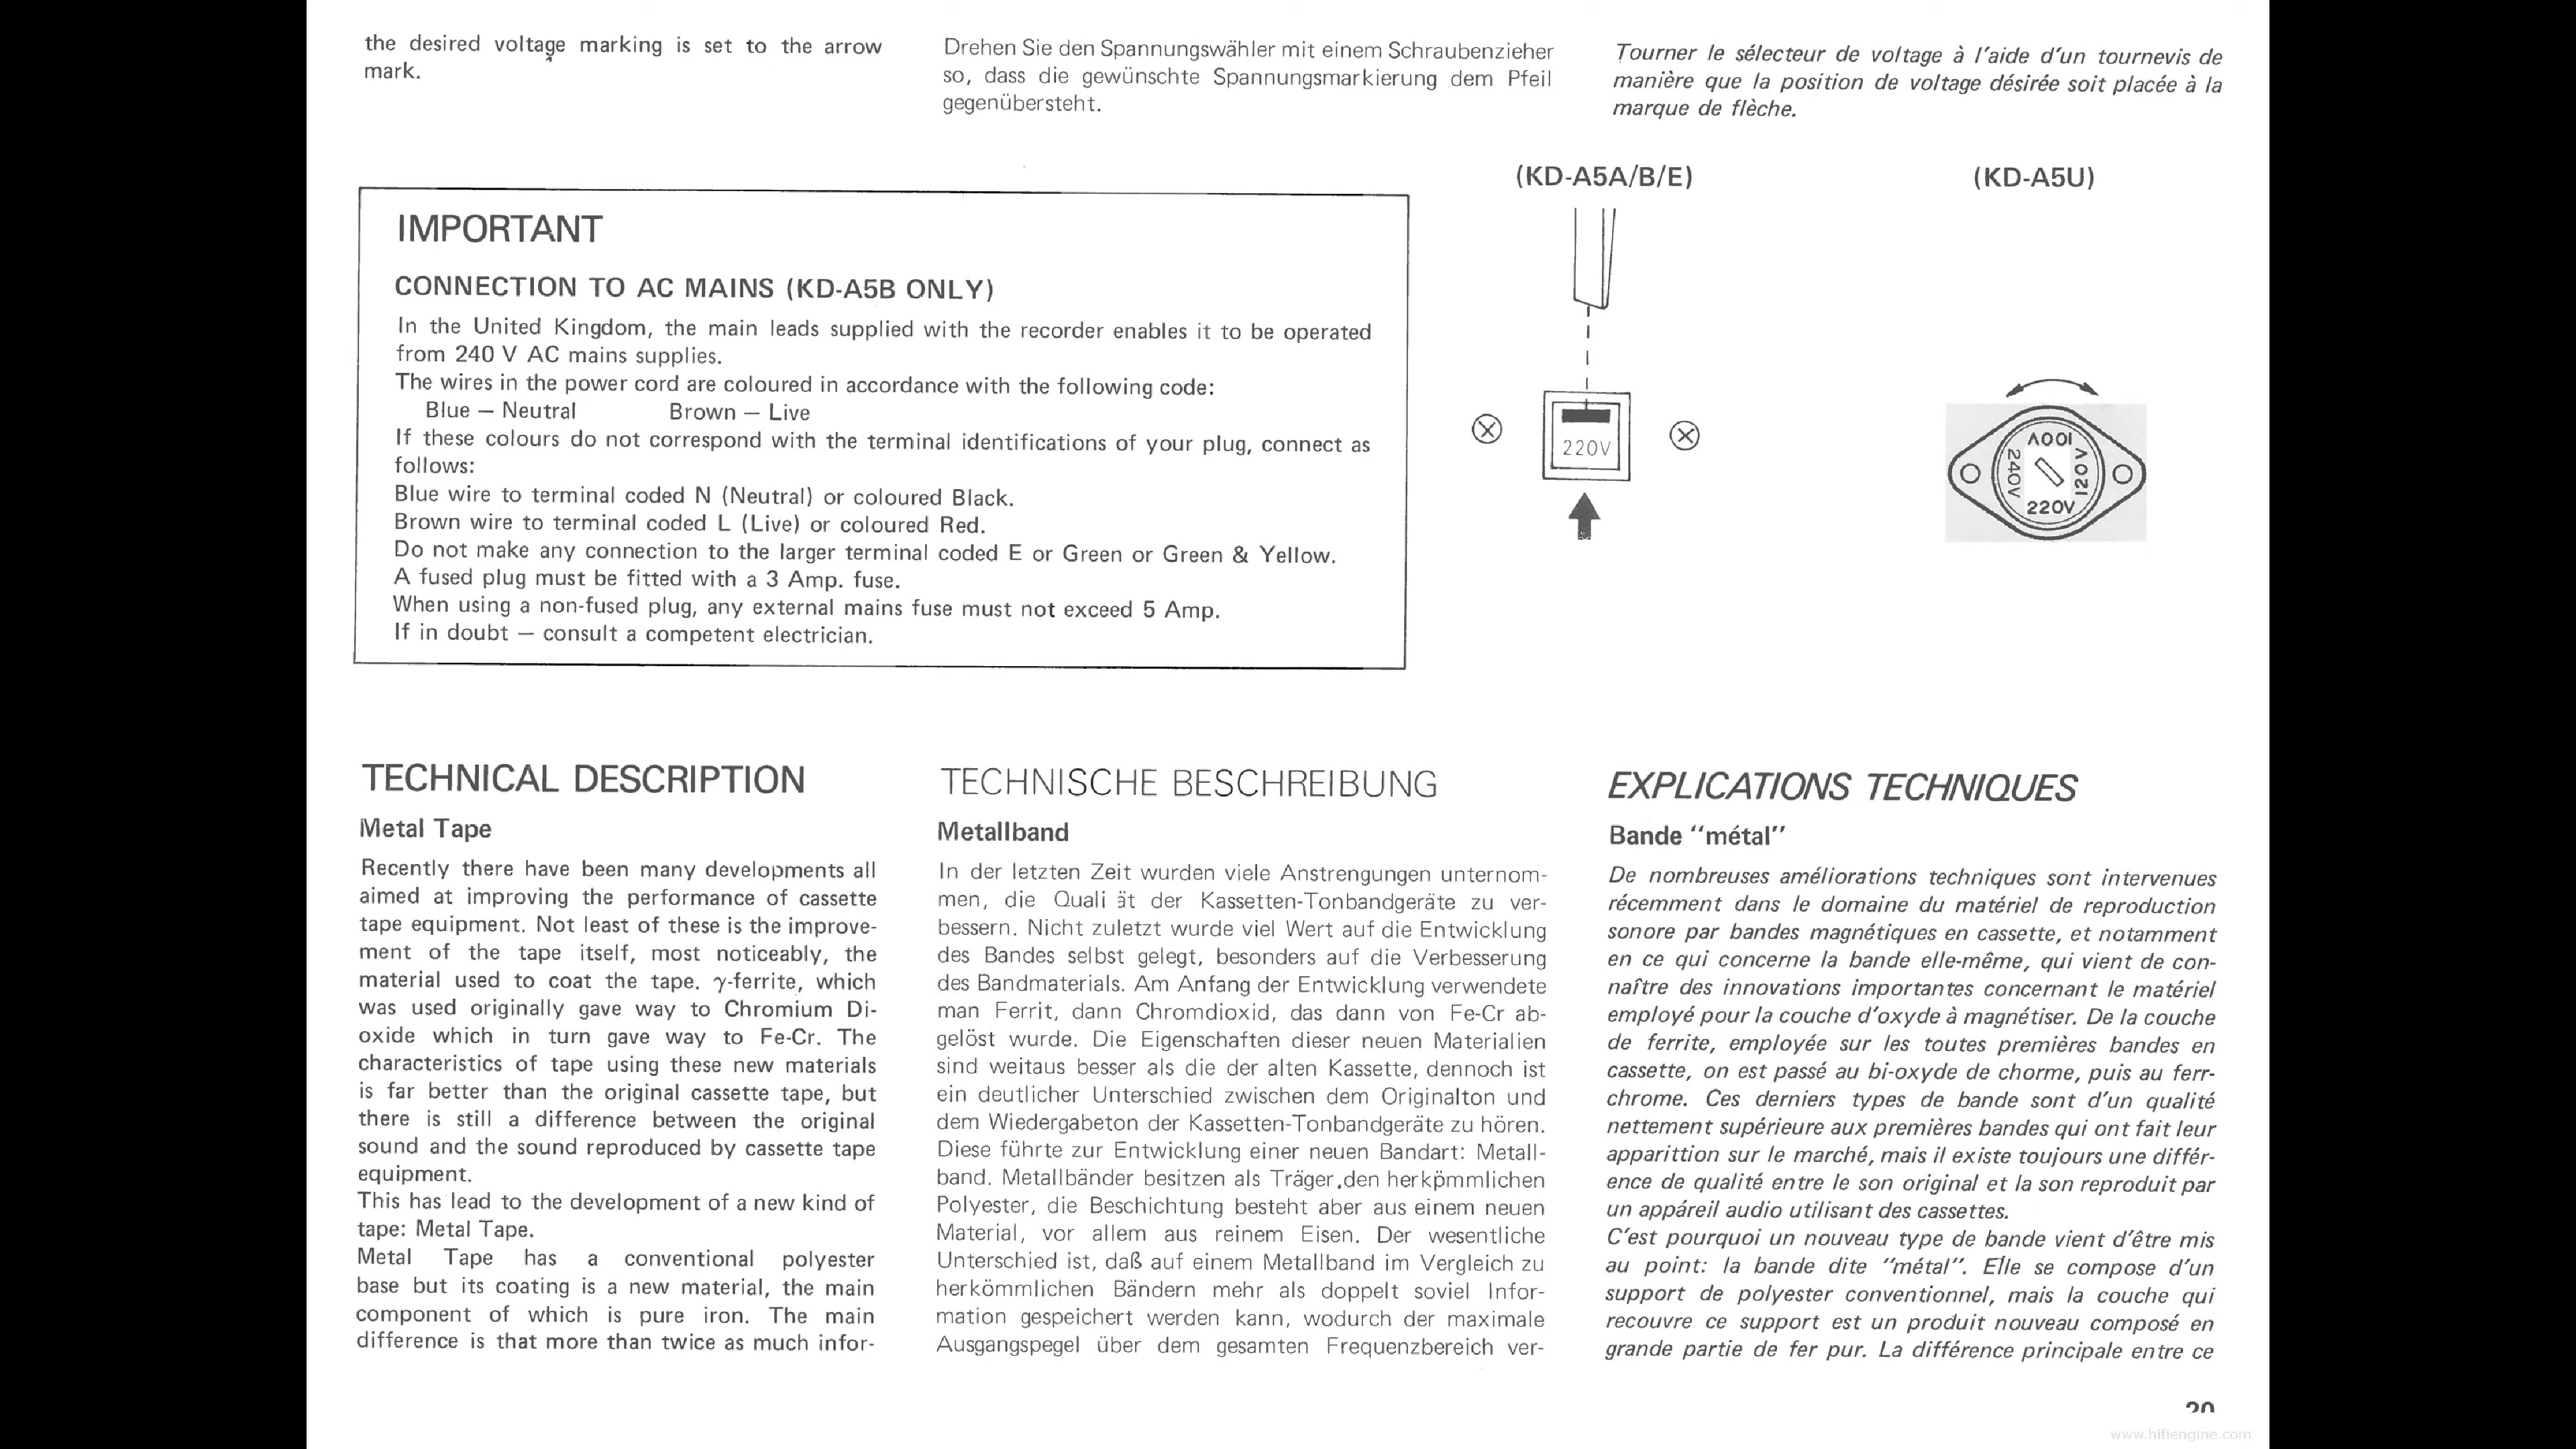 the desired voltage marking is set to the arrow
mark.
Drehen Sie den Spannungswähler mit einem Schraubenzieher
so, dass die gewünschte Spannungsmarkierung dem Pfeil
gegenübersteht.
Tourner le sélecteur de voltage à l'aide d'un tournevis de
manière que la position de voltage désirée soit placée à la
marque de flèche.
IMPORTANT
CONNECTION TO AC MAINS (KD-A5B ONLY)
In the United Kingdom, the main leads supplied with the recorder enables it to be operated
from 240 V AC mains supplies.
The wires in the power cord are coloured in accordance with the following code:
Blue — Neutral Brown — Live
If these colours do not correspond with the terminal identifications of your plug, connect as
follows:
Blue wire to terminal coded N (Neutral) or coloured Black.
Brown wire to terminal coded L (Live) or coloured Red.
Do not make any connection to the larger terminal coded E or Green or Green & Yellow.
A fused plug must be fitted with a 3 Amp. fuse.
When using a non-fused plug, any external mains fuse must not exceed 5 Amp.
If in doubt — consult a competent electrician.
(KD-A5A/B/E)
220V
(KD-A5U)
100V
240V
120V
220V
TECHNICAL DESCRIPTION
Metal Tape
Recently there have been many developments all
aimed at improving the performance of cassette
tape equipment. Not least of these is the improve-
ment of the tape itself, most noticeably, the
material used to coat the tape. γ-ferrite, which
was used originally gave way to Chromium Di-
oxide which in turn gave way to Fe-Cr. The
characteristics of tape using these new materials
is far better than the original cassette tape, but
there is still a difference between the original
sound and the sound reproduced by cassette tape
equipment.
This has lead to the development of a new kind of
tape: Metal Tape.
Metal Tape has a conventional polyester
base but its coating is a new material, the main
component of which is pure iron. The main
difference is that more than twice as much infor-
TECHNISCHE BESCHREIBUNG
Metallband
In der letzten Zeit wurden viele Anstrengungen unternom-
men, die Quali ät der Kassetten-Tonbandgeräte zu ver-
bessern. Nicht zuletzt wurde viel Wert auf die Entwicklung
des Bandes selbst gelegt, besonders auf die Verbesserung
des Bandmaterials. Am Anfang der Entwicklung verwendete
man Ferrit, dann Chromdioxid, das dann von Fe-Cr ab-
gelöst wurde. Die Eigenschaften dieser neuen Materialien
sind weitaus besser als die der alten Kassette, dennoch ist
ein deutlicher Unterschied zwischen dem Originalton und
dem Wiedergabeton der Kassetten-Tonbandgeräte zu hören.
Diese führte zur Entwicklung einer neuen Bandart: Metall-
band. Metallbänder besitzen als Träger den herkömmlichen
Polyester, die Beschichtung besteht aber aus einem neuen
Material, vor allem aus reinem Eisen. Der wesentliche
Unterschied ist, daß auf einem Metallband im Vergleich zu
herkömmlichen Bändern mehr als doppelt soviel Infor-
mation gespeichert werden kann, wodurch der maximale
Ausgangspegel über dem gesamten Frequenzbereich ver-
EXPLICATIONS TECHNIQUES
Bande "métal"
De nombreuses améliorations techniques sont intervenues
récemment dans le domaine du matériel de reproduction
sonore par bandes magnétiques en cassette, et notamment
en ce qui concerne la bande elle-même, qui vient de con-
naître des innovations importantes concernant le matériel
employé pour la couche d'oxyde à magnétiser. De la couche
de ferrite, employée sur les toutes premières bandes en
cassette, on est passé au bi-oxyde de chorme, puis au ferr-
chrome. Ces derniers types de bande sont d'un qualité
nettement supérieure aux premières bandes qui ont fait leur
apparittion sur le marché, mais il existe toujours une différ-
ence de qualité entre le son original et la son reproduit par
un appáreil audio utilisant des cassettes.
C'est pourquoi un nouveau type de bande vient d'être mis
au point: la bande dite "métal". Elle se compose d'un
support de polyester conventionnel, mais la couche qui
recouvre ce support est un produit nouveau composé en
grande partie de fer pur. La différence principale entre ce
www.hifiengine.com